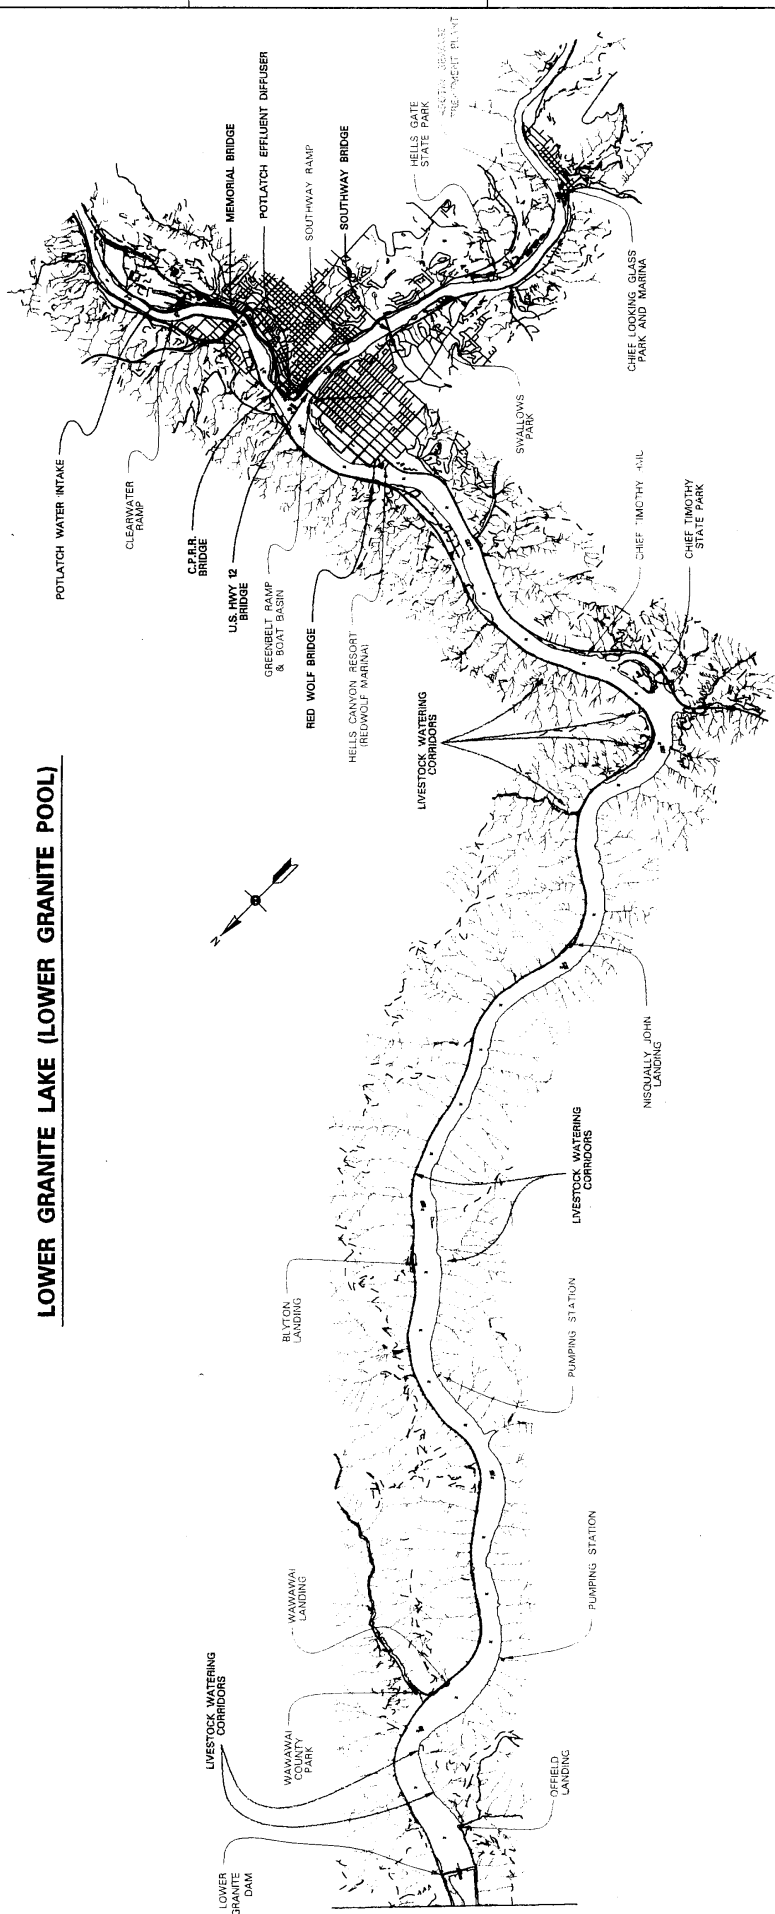 LOWER GRANITE LAKE (LOWER GRANITE POOL)
N
LOWER
GRANITE
DAM
LIVESTOCK WATERING
CORRIDORS
WAWAWAI
COUNTY
PARK
WAWAWAI
LANDING
OFFIELD
LANDING
PUMPING STATION
BLYTON
LANDING
PUMPING STATION
LIVESTOCK WATERING
CORRIDORS
NISQUALLY JOHN
LANDING
LIVESTOCK WATERING
CORRIDORS
CHIEF TIMOTHY
CHIEF TIMOTHY
STATE PARK
HELLS CANYON RESORT
(REDWOLF MARINA)
RED WOLF BRIDGE
GREENBELT RAMP
& BOAT BASIN
U.S. HWY 12
BRIDGE
C.P.R.R.
BRIDGE
CLEARWATER
RAMP
POTLATCH WATER INTAKE
SWALLOWS
PARK
CHIEF LOOKING GLASS
PARK AND MARINA
MEMORIAL BRIDGE
POTLATCH EFFLUENT DIFFUSER
SOUTHWAY RAMP
SOUTHWAY BRIDGE
HELLS GATE
STATE PARK
TREATMENT PLANT